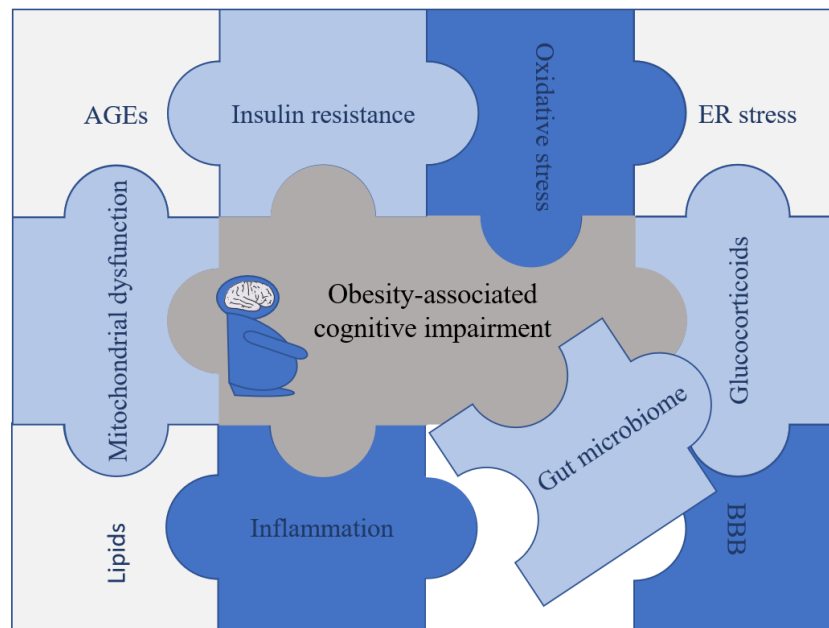 AGEs
Insulin resistance
Oxidative stress
ER stress
Mitochondrial dysfunction
Obesity-associated
cognitive impairment
Glucocorticoids
Gut microbiome
Lipids
Inflammation
BBB